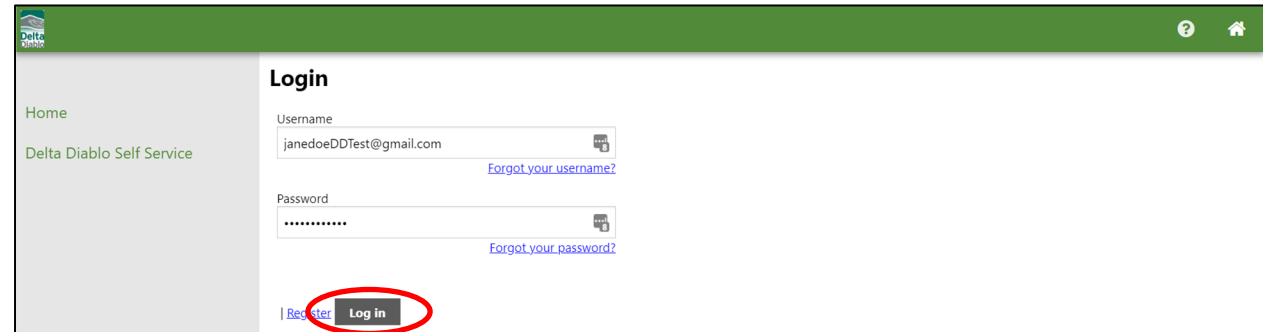 Delta
Diablo
Login
Home
Delta Diablo Self Service
Username
janedoeDDTest@gmail.com
Forgot your username?
Password
••••••••••••
Forgot your password?
| Register Log in